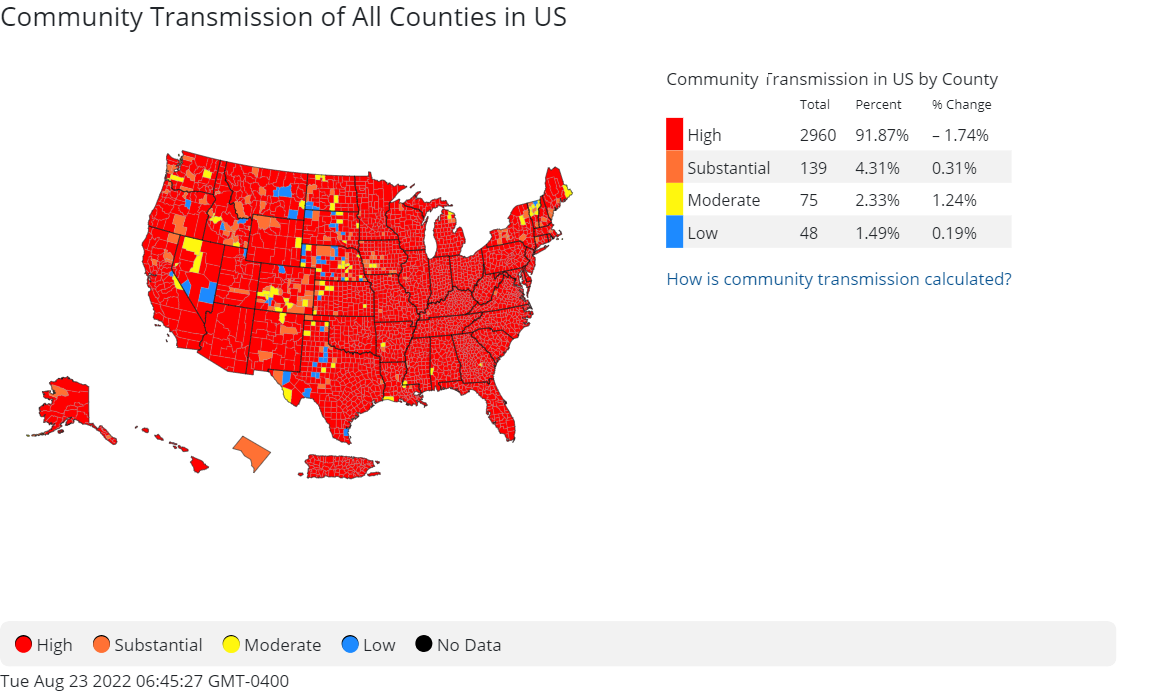 Community Transmission of All Counties in US
Community Transmission in US by County
Total Percent % Change
High 2960 91.87% – 1.74%
Substantial 139 4.31% 0.31%
Moderate 75 2.33% 1.24%
Low 48 1.49% 0.19%
How is community transmission calculated?
High Substantial Moderate Low No Data
Tue Aug 23 2022 06:45:27 GMT-0400